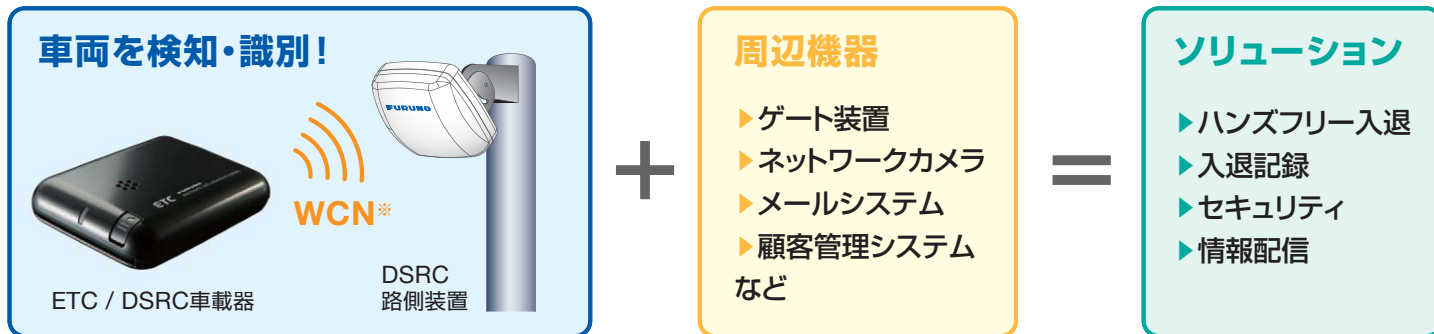 車両を検知・識別！
FURUNO
ETC
WCN※
ETC / DSRC車載器
DSRC
路側装置
+
周辺機器
▶ゲート装置
▶ネットワークカメラ
▶メールシステム
▶顧客管理システム
など
=
ソリューション
▶ハンズフリー入退
▶入退記録
▶セキュリティ
▶情報配信